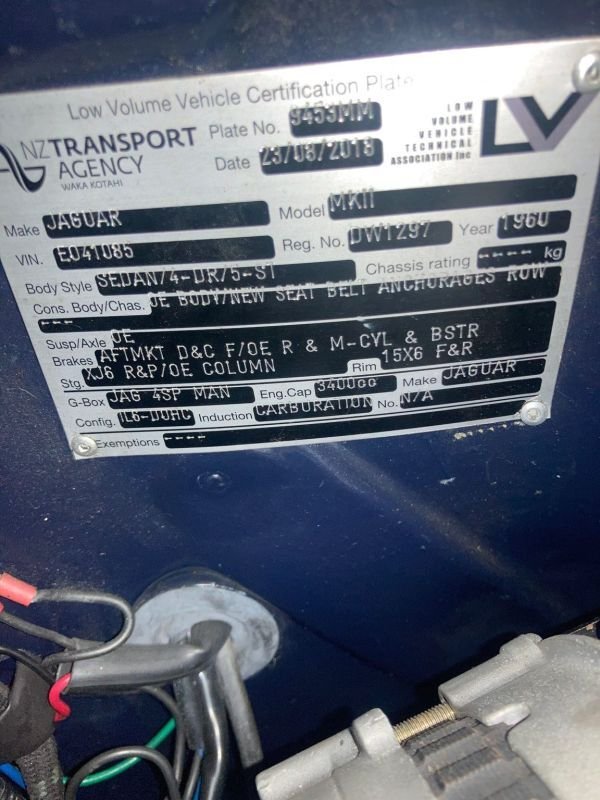 Low Volume Vehicle Certification Plate
NZTRANSPORT
AGENCY
WAKA KOTAHI
Plate No. 9459MM
Date 23/08/2018
LOW
VOLUME
VEHICLE
TECHNICAL
ASSOCIATION Inc
LV
Make JAGUAR Model MKII
VIN. E041085 Reg. No. DW1297 Year 1960
Body Style SEDAN/4-DR/5-ST Chassis rating ---- kg
Cons. Body/Chas. OE BODY/NEW SEAT BELT ANCHORAGES ROW
---
Susp/Axle OE
Brakes AFTMKT D&C F/OE R & M-CYL & BSTR
Stg. XJ6 R&P/OE COLUMN Rim 15X6 F&R
G-Box JAG 4SP MAN Eng.Cap 3400CC Make JAGUAR
Config. IL6-DOHC Induction CARBURATION No. N/A
Exemptions ----